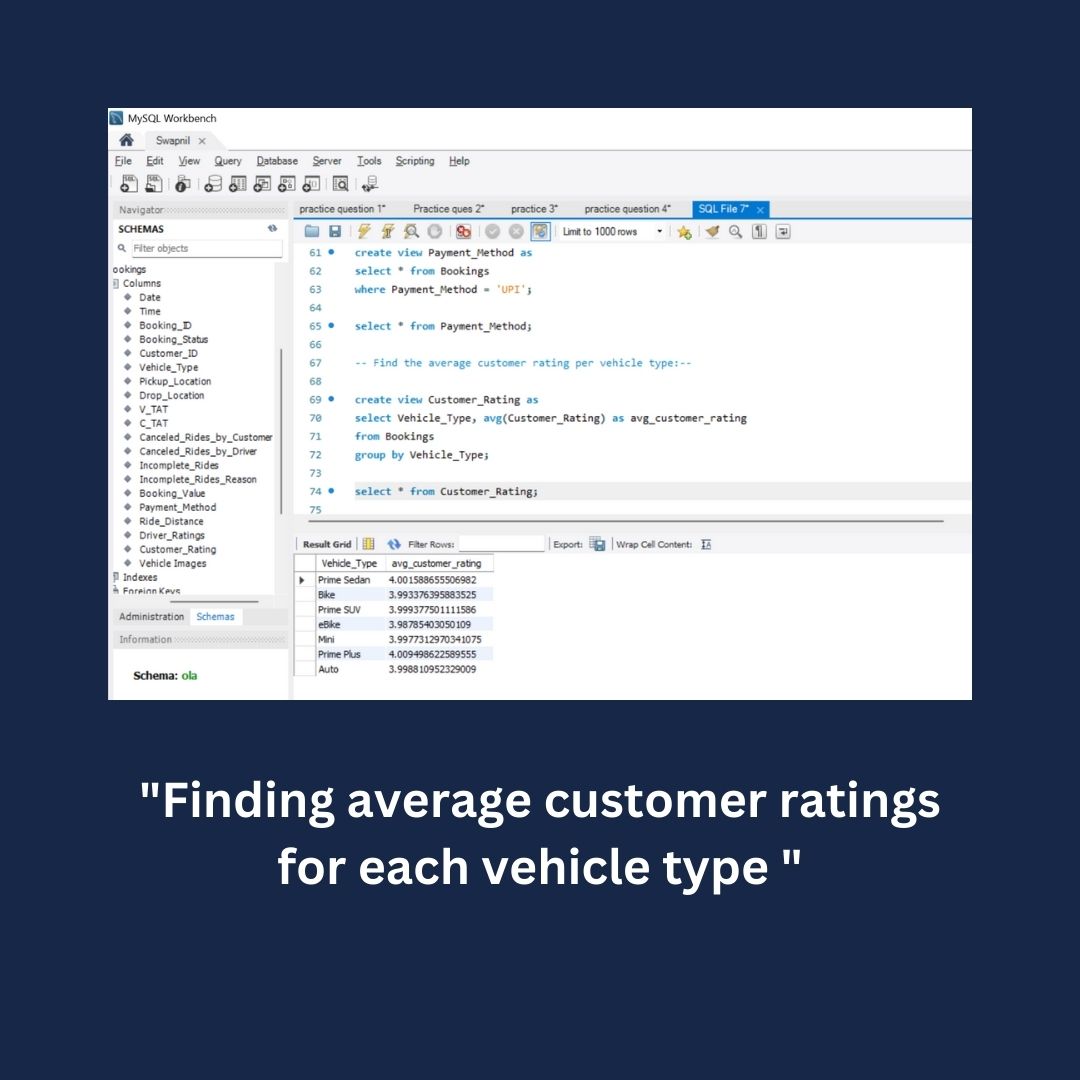 MySQL Workbench
Swapnil
File Edit View Query Database Server Tools Scripting Help
Navigator
SCHEMAS
Filter objects
ookings
Columns
Date
Time
Booking_ID
Booking_Status
Customer_ID
Vehicle_Type
Pickup_Location
Drop_Location
V_TAT
C_TAT
Canceled_Rides_by_Customer
Canceled_Rides_by_Driver
Incomplete_Rides
Incomplete_Rides_Reason
Booking_Value
Payment_Method
Ride_Distance
Driver_Ratings
Customer_Rating
Vehicle Images
Indexes
Foreign Keys
Administration Schemas
Information
Schema: ola
practice question 1* Practice ques 2* practice 3* practice question 4* SQL File 7*
Limit to 1000 rows
61 create view Payment_Method as
62 select * from Bookings
63 where Payment_Method = 'UPI';
64
65 select * from Payment_Method;
66
67 -- Find the average customer rating per vehicle type:--
68
69 create view Customer_Rating as
70 select Vehicle_Type, avg(Customer_Rating) as avg_customer_rating
71 from Bookings
72 group by Vehicle_Type;
73
74 select * from Customer_Rating;
75
Result Grid Filter Rows: Export: Wrap Cell Content:
Vehicle_Type avg_customer_rating
Prime Sedan 4.001588655506982
Bike 3.993376395883525
Prime SUV 3.999377501111586
eBike 3.98785403050109
Mini 3.9977312970341075
Prime Plus 4.009498622589555
Auto 3.998810952329009
"Finding average customer ratings
for each vehicle type "